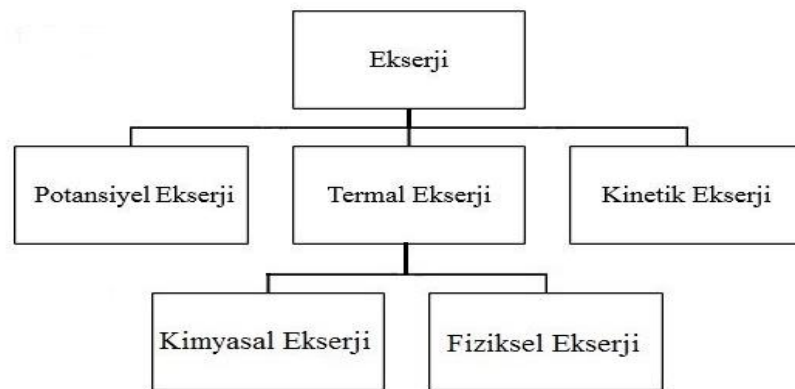 Ekserji
Potansiyel Ekserji
Termal Ekserji
Kinetik Ekserji
Kimyasal Ekserji
Fiziksel Ekserji